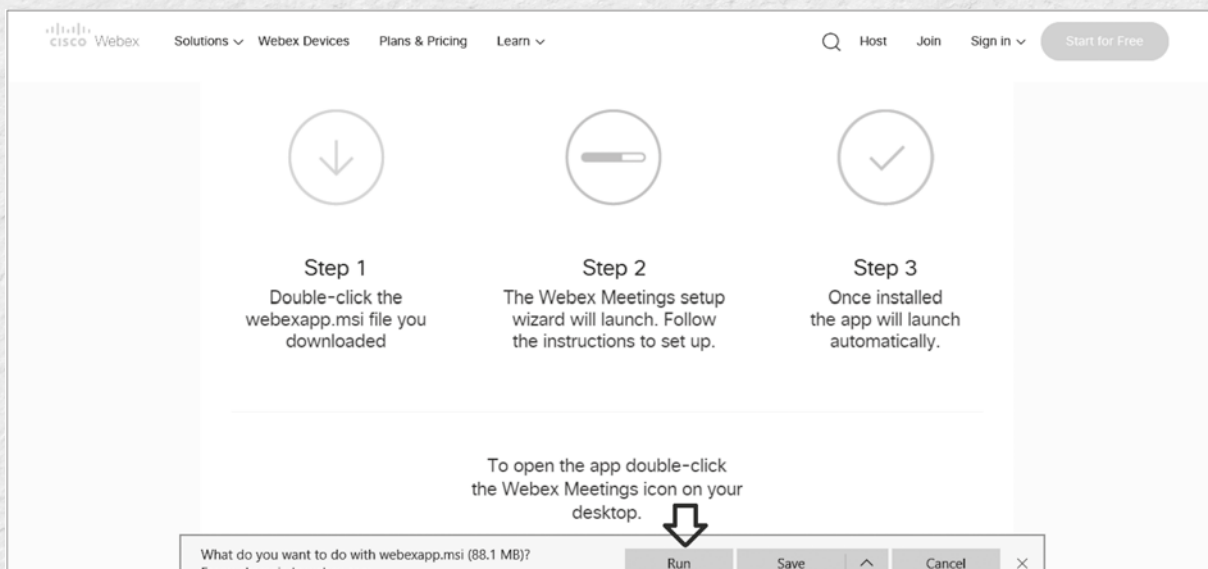 CISCO Webex
Solutions Webex Devices Plans & Pricing Learn Host Join Sign in Start for Free
Step 1
Double-click the
webexapp.msi file you
downloaded
Step 2
The Webex Meetings setup
wizard will launch. Follow
the instructions to set up.
Step 3
Once installed
the app will launch
automatically.
To open the app double-click
the Webex Meetings icon on your
desktop.
What do you want to do with webexapp.msi (88.1 MB)?
Run Save Cancel